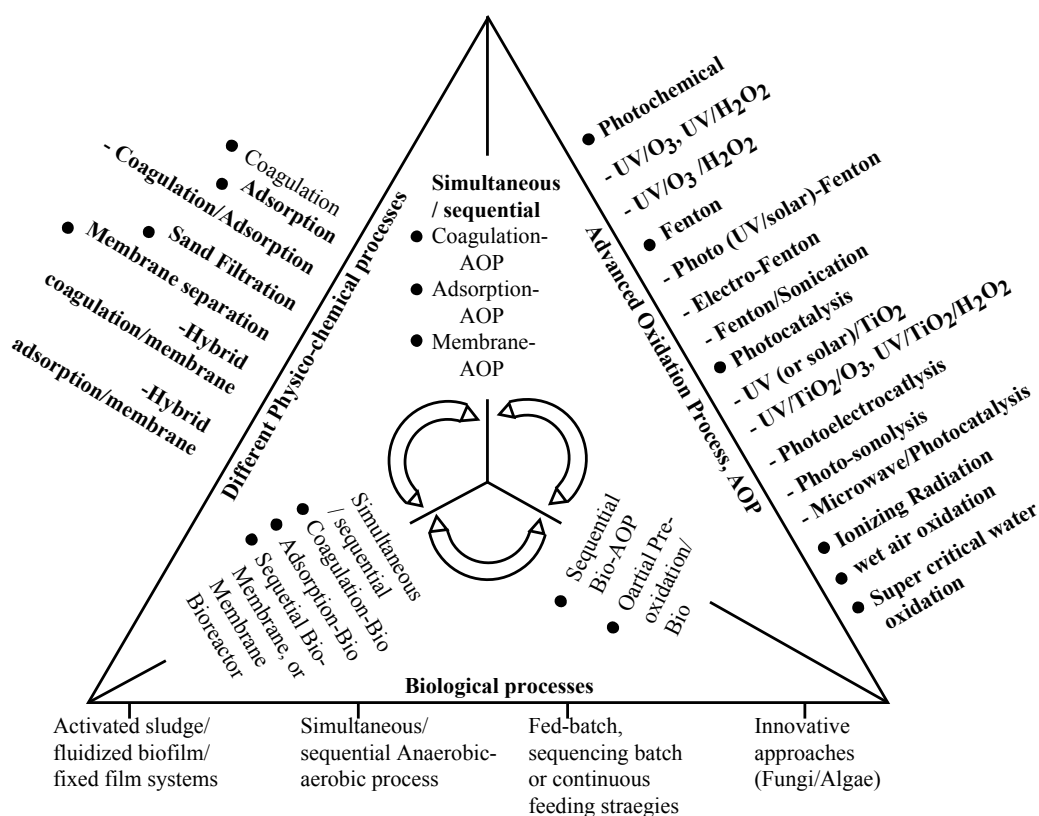 Coagulation
Adsorption
- Coagulation/Adsorption
Sand Filtration
Membrane separation
-Hybrid
coagulation/membrane
-Hybrid
adsorption/membrane
Different Physico-chemical processes
Simultaneous
/ sequential
Coagulation-
AOP
Adsorption-
AOP
Membrane-
AOP
Advanced Oxidation Process, AOP
Photochemical
- UV/O3, UV/H2O2
- UV/O3 /H2O2
Fenton
- Photo (UV/solar)-Fenton
- Electro-Fenton
- Fenton/Sonication
Photocatalysis
- UV (or solar)/TiO2
- UV/TiO2/O3, UV/TiO2/H2O2
- Photoelectrocatlysis
- Photo-sonolysis
- Microwave/Photocatalysis
Ionizing Radiation
wet air oxidation
Super critical water
oxidation
Simultaneous
/ sequential
Coagulation-Bio
Adsorption-Bio
Sequetial Bio-
Membrane, or
Membrane
Bioreactor
Sequential
Bio-AOP
Oartial Pre-
oxidation/
Bio
Biological processes
Activated sludge/
fluidized biofilm/
fixed film systems
Simultaneous/
sequential Anaerobic-
aerobic process
Fed-batch,
sequencing batch
or continuous
feeding straegies
Innovative
approaches
(Fungi/Algae)